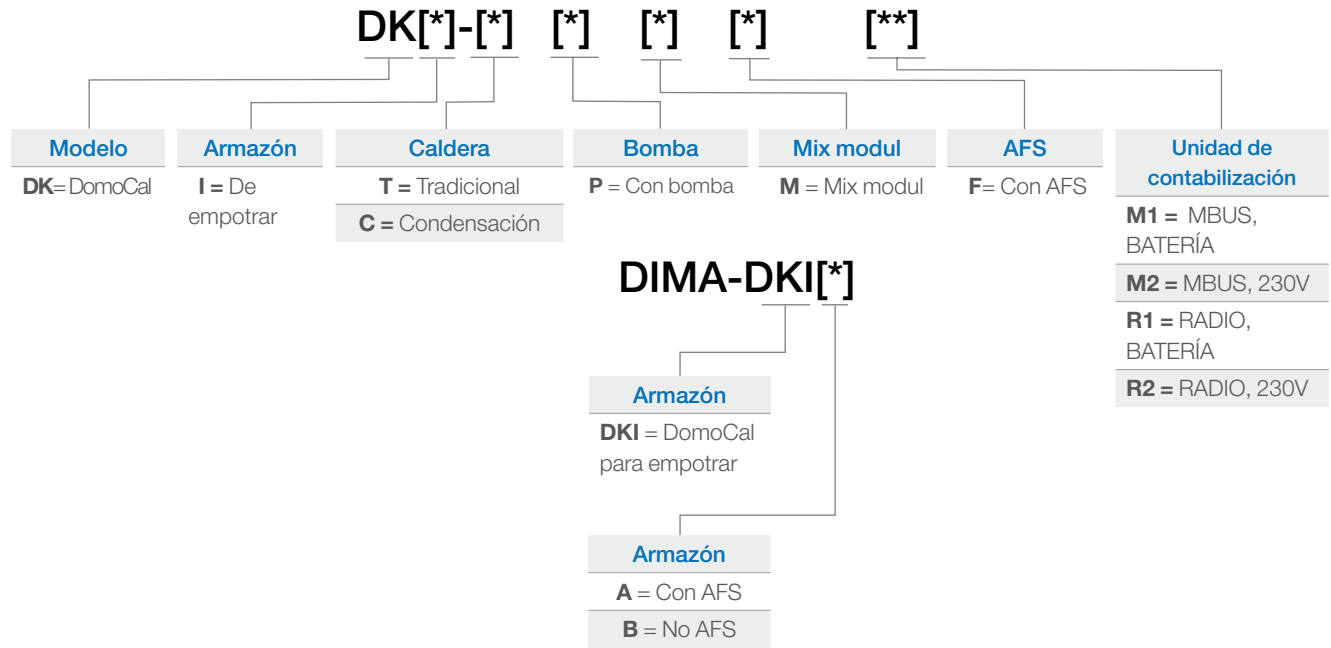 DK[*]-[*] [*] [*] [*] [**]
Modelo
DK= DomoCal
Armazón
I = De
empotrar
Caldera
T = Tradicional
C = Condensación
Bomba
P = Con bomba
Mix modul
M = Mix modul
AFS
F= Con AFS
Unidad de
contabilización
M1 = MBUS,
BATERÍA
M2 = MBUS, 230V
R1 = RADIO,
BATERÍA
R2 = RADIO, 230V
DIMA-DKI[*]
Armazón
DKI = DomoCal
para empotrar
Armazón
A = Con AFS
B = No AFS